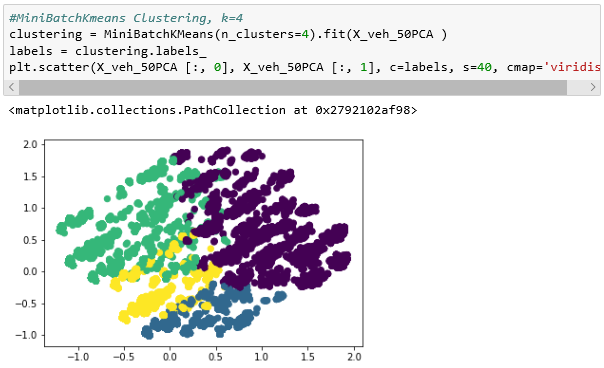 #MiniBatchKmeans Clustering, k=4
clustering = MiniBatchKMeans(n_clusters=4).fit(X_veh_50PCA )
labels = clustering.labels_
plt.scatter(X_veh_50PCA [:, 0], X_veh_50PCA [:, 1], c=labels, s=40, cmap='viridis
<matplotlib.collections.PathCollection at 0x2792102af98>
2.0
1.5
1.0
0.5
0.0
−0.5
−1.0
−1.0 −0.5 0.0 0.5 1.0 1.5 2.0